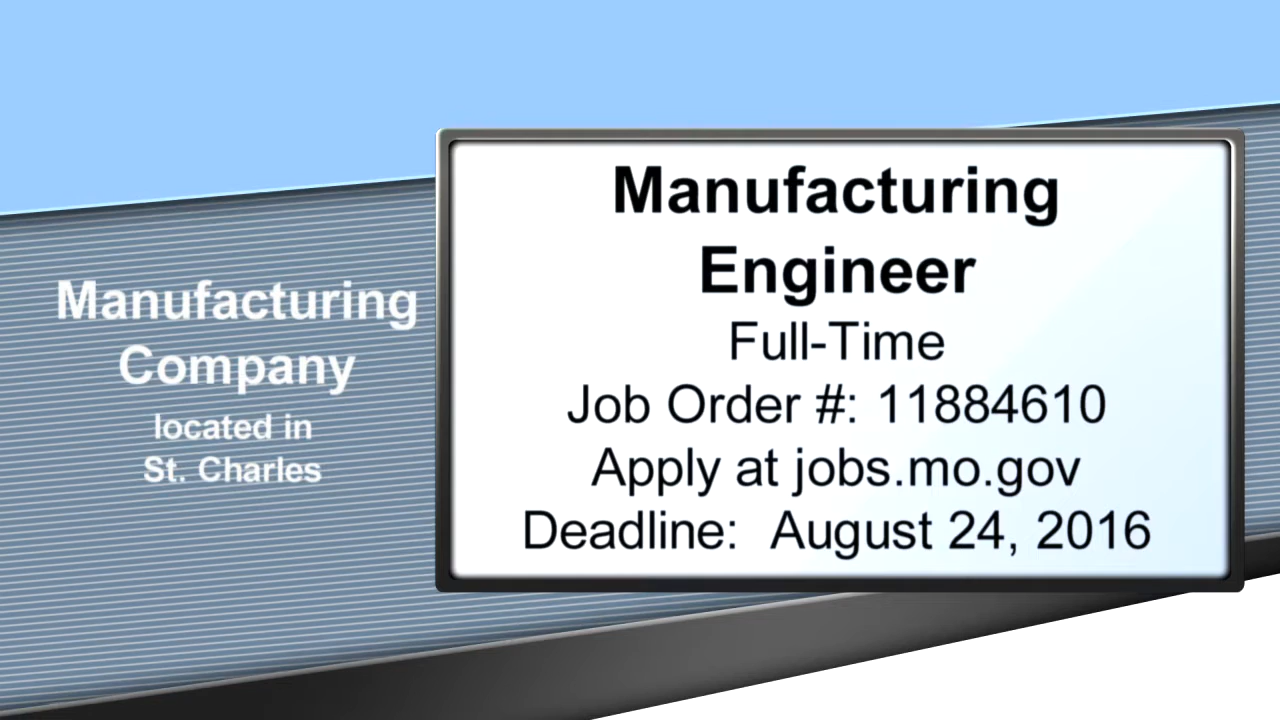 Manufacturing
Company
located in
St. Charles
Manufacturing
Engineer
Full-Time
Job Order #: 11884610
Apply at jobs.mo.gov
Deadline:  August 24, 2016